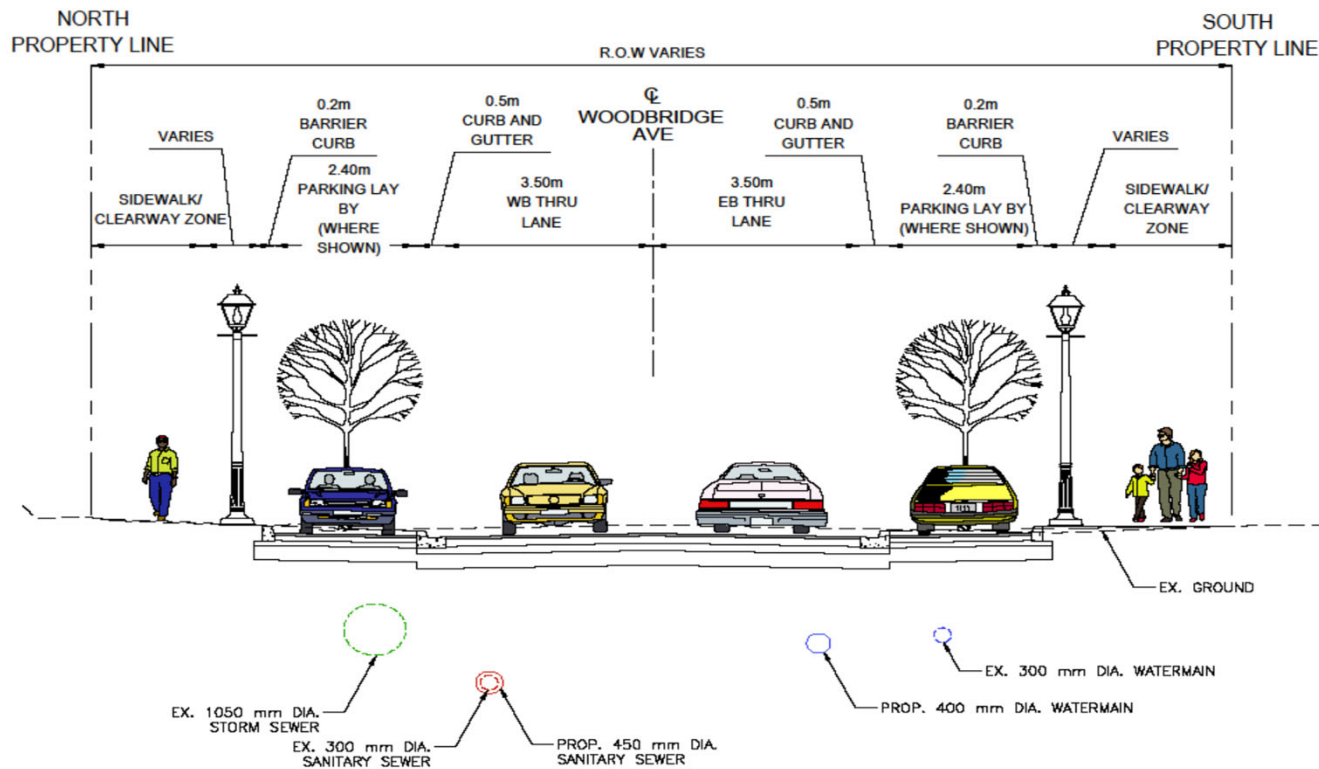 NORTH
PROPERTY LINE
SOUTH
PROPERTY LINE
R.O.W VARIES
VARIES
0.2m
BARRIER
CURB
0.5m
CURB AND
GUTTER
℄
WOODBRIDGE
AVE
0.5m
CURB AND
GUTTER
0.2m
BARRIER
CURB
VARIES
SIDEWALK/
CLEARWAY ZONE
2.40m
PARKING LAY
BY
(WHERE
SHOWN)
3.50m
WB THRU
LANE
3.50m
EB THRU
LANE
2.40m
PARKING LAY BY
(WHERE SHOWN)
SIDEWALK/
CLEARWAY
ZONE
EX. GROUND
EX. 300 mm DIA. WATERMAIN
PROP. 400 mm DIA. WATERMAIN
EX. 1050 mm DIA.
STORM SEWER
EX. 300 mm DIA.
SANITARY SEWER
PROP. 450 mm DIA.
SANITARY SEWER